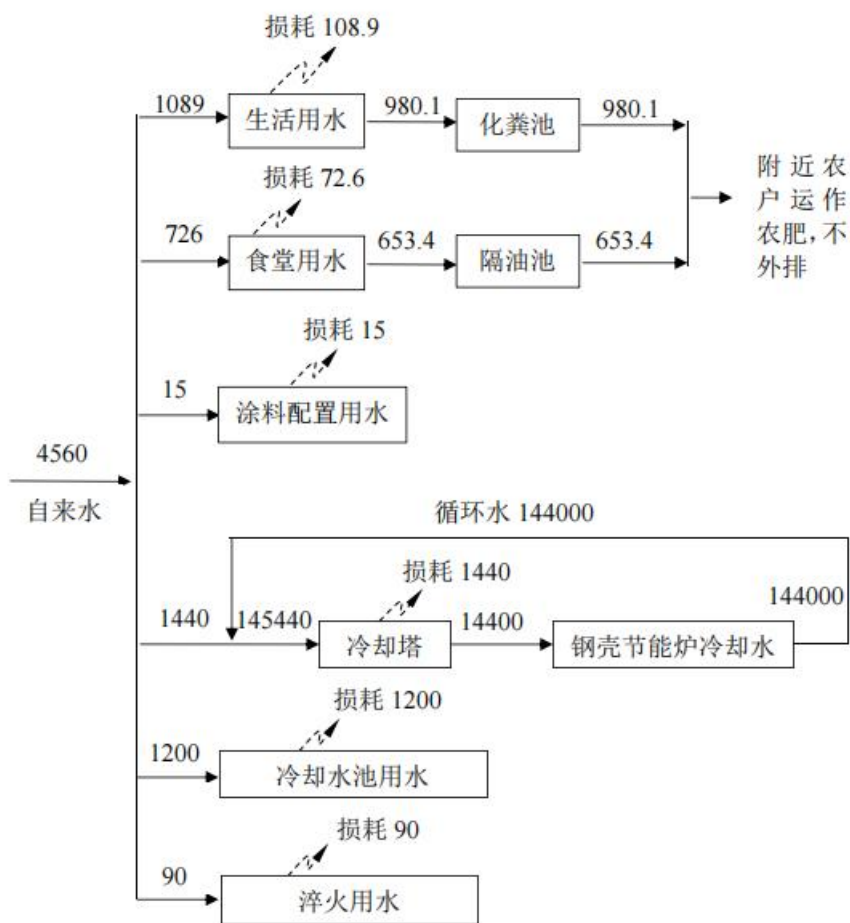 损耗 108.9
1089
生活用水
980.1
化粪池
980.1
损耗 72.6
726
食堂用水
653.4
隔油池
653.4
附近农
户运作
农肥,不
外排
损耗 15
15
涂料配置用水
4560
自来水
循环水 144000
损耗 1440
1440
145440
冷却塔
14400
钢壳节能炉冷却水
144000
损耗 1200
1200
冷却水池用水
损耗 90
90
淬火用水